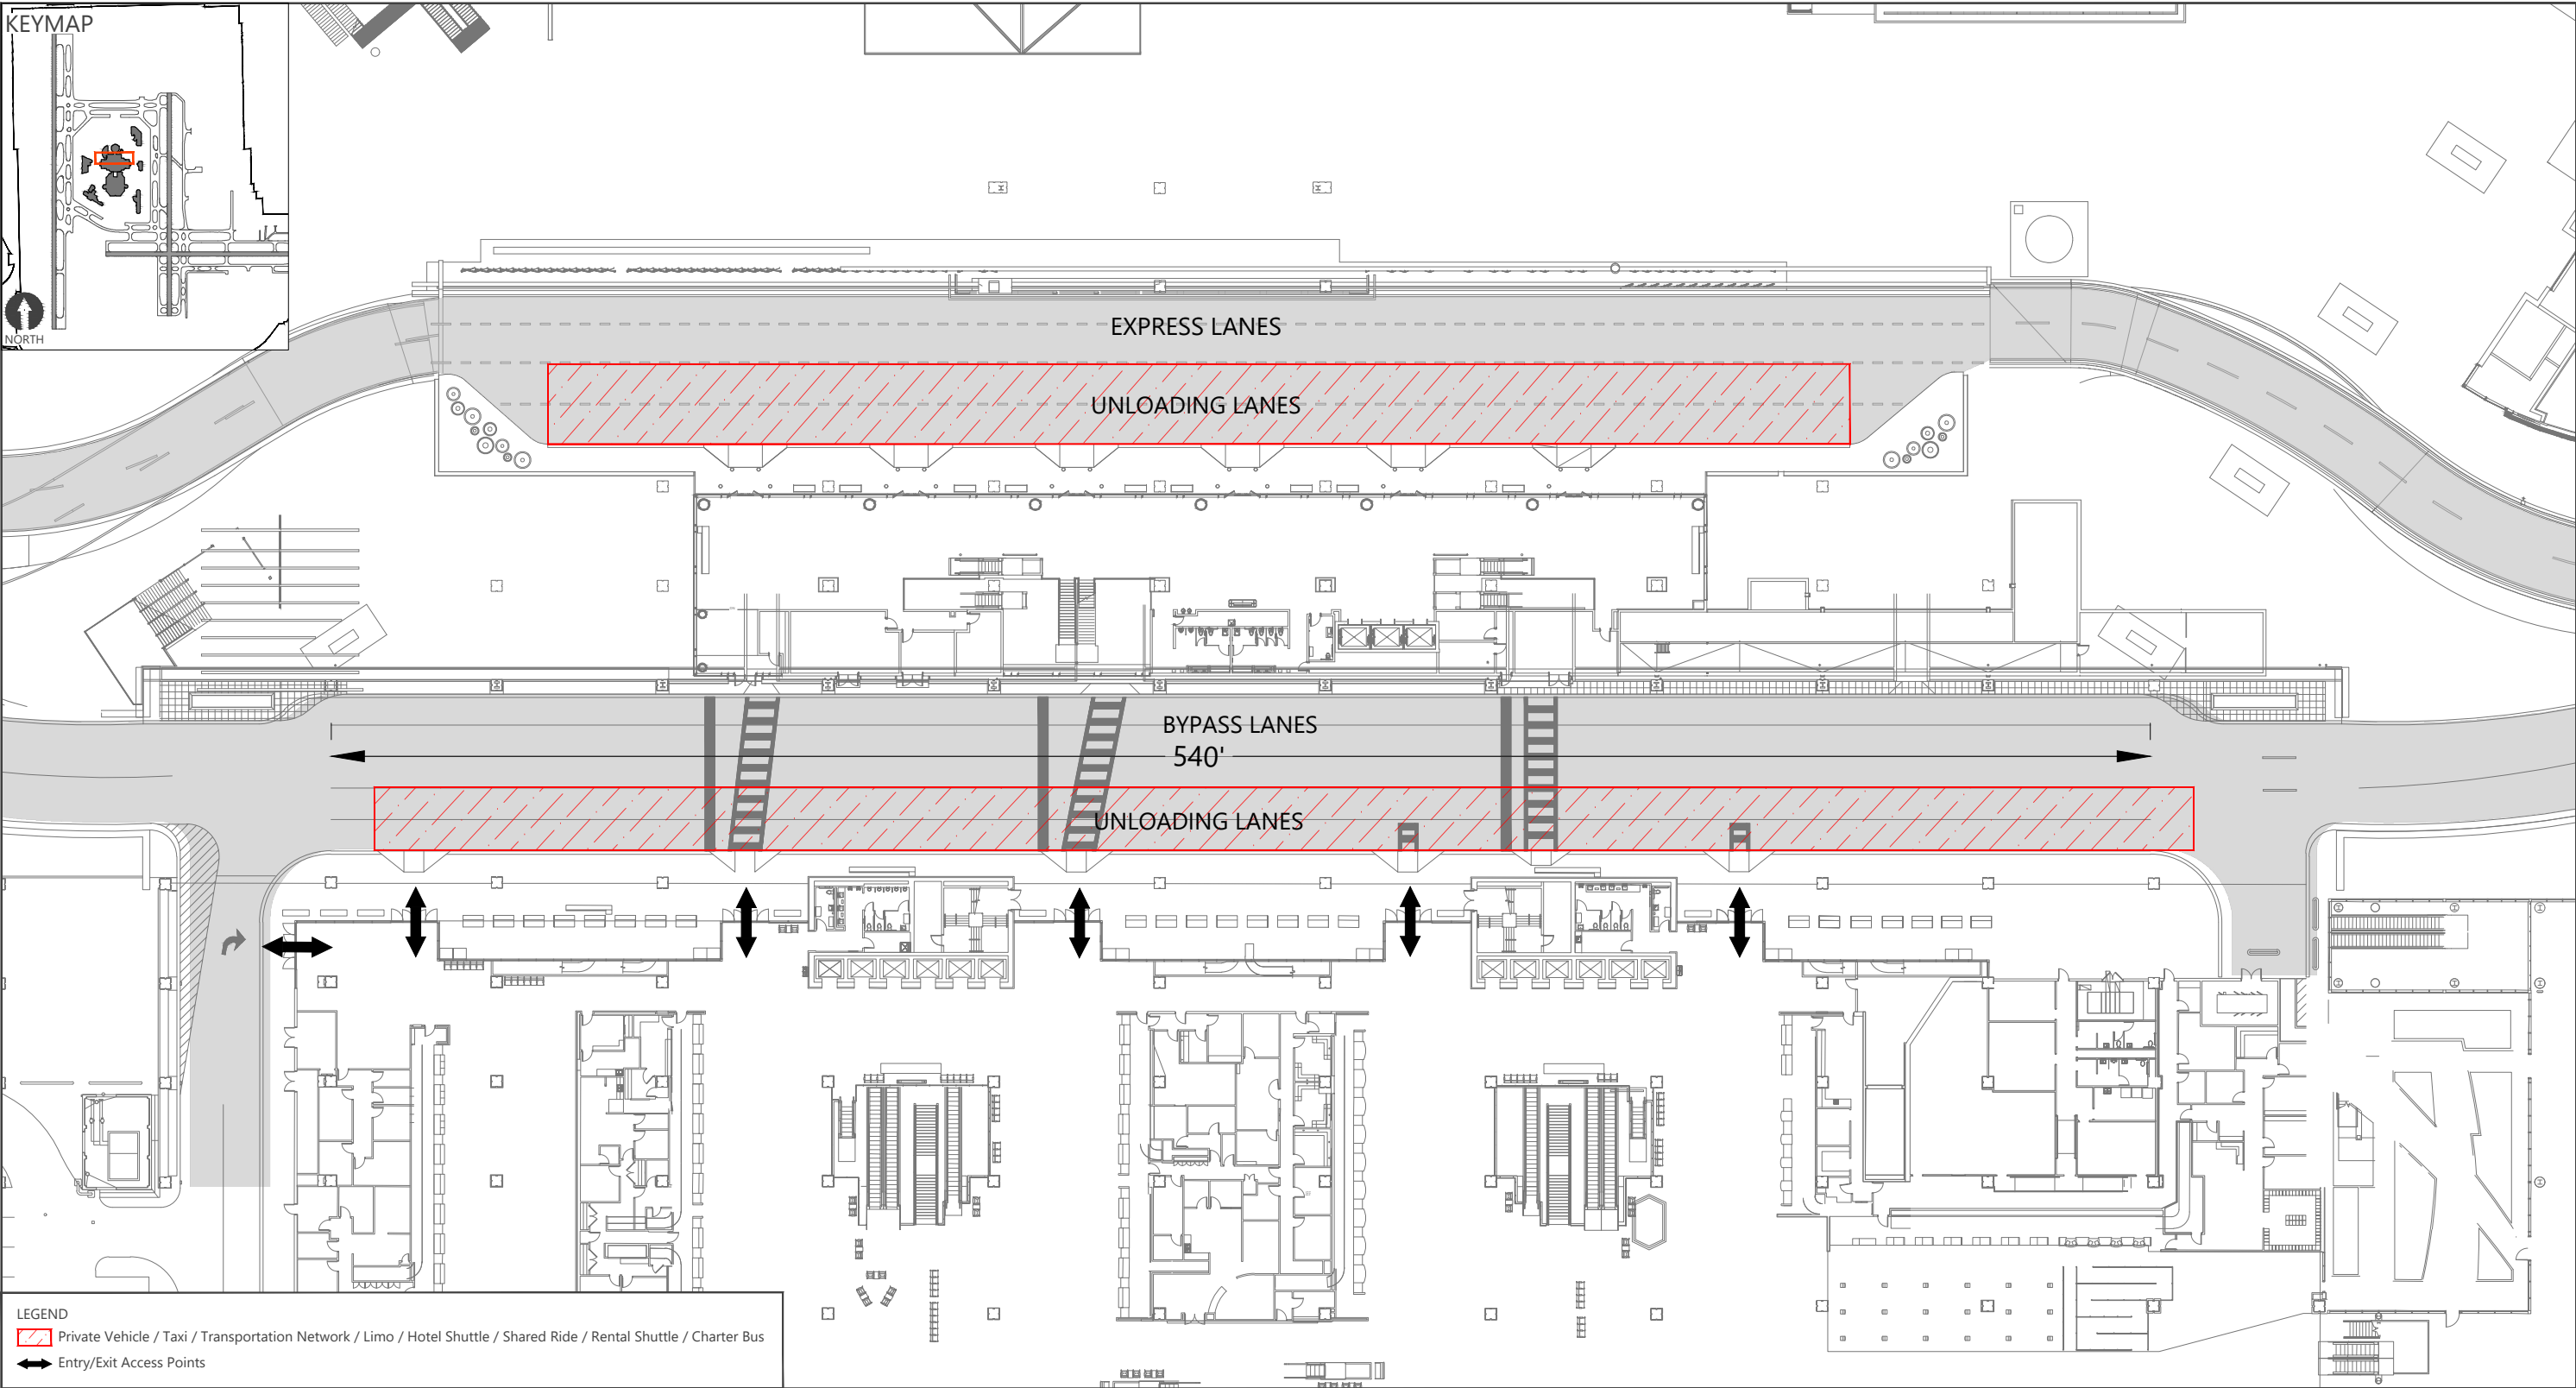 KEYMAP
NORTH
EXPRESS LANES
UNLOADING LANES
BYPASS LANES
540'
UNLOADING LANES
LEGEND
Private Vehicle / Taxi / Transportation Network / Limo / Hotel Shuttle / Shared Ride / Rental Shuttle / Charter Bus
Entry/Exit Access Points